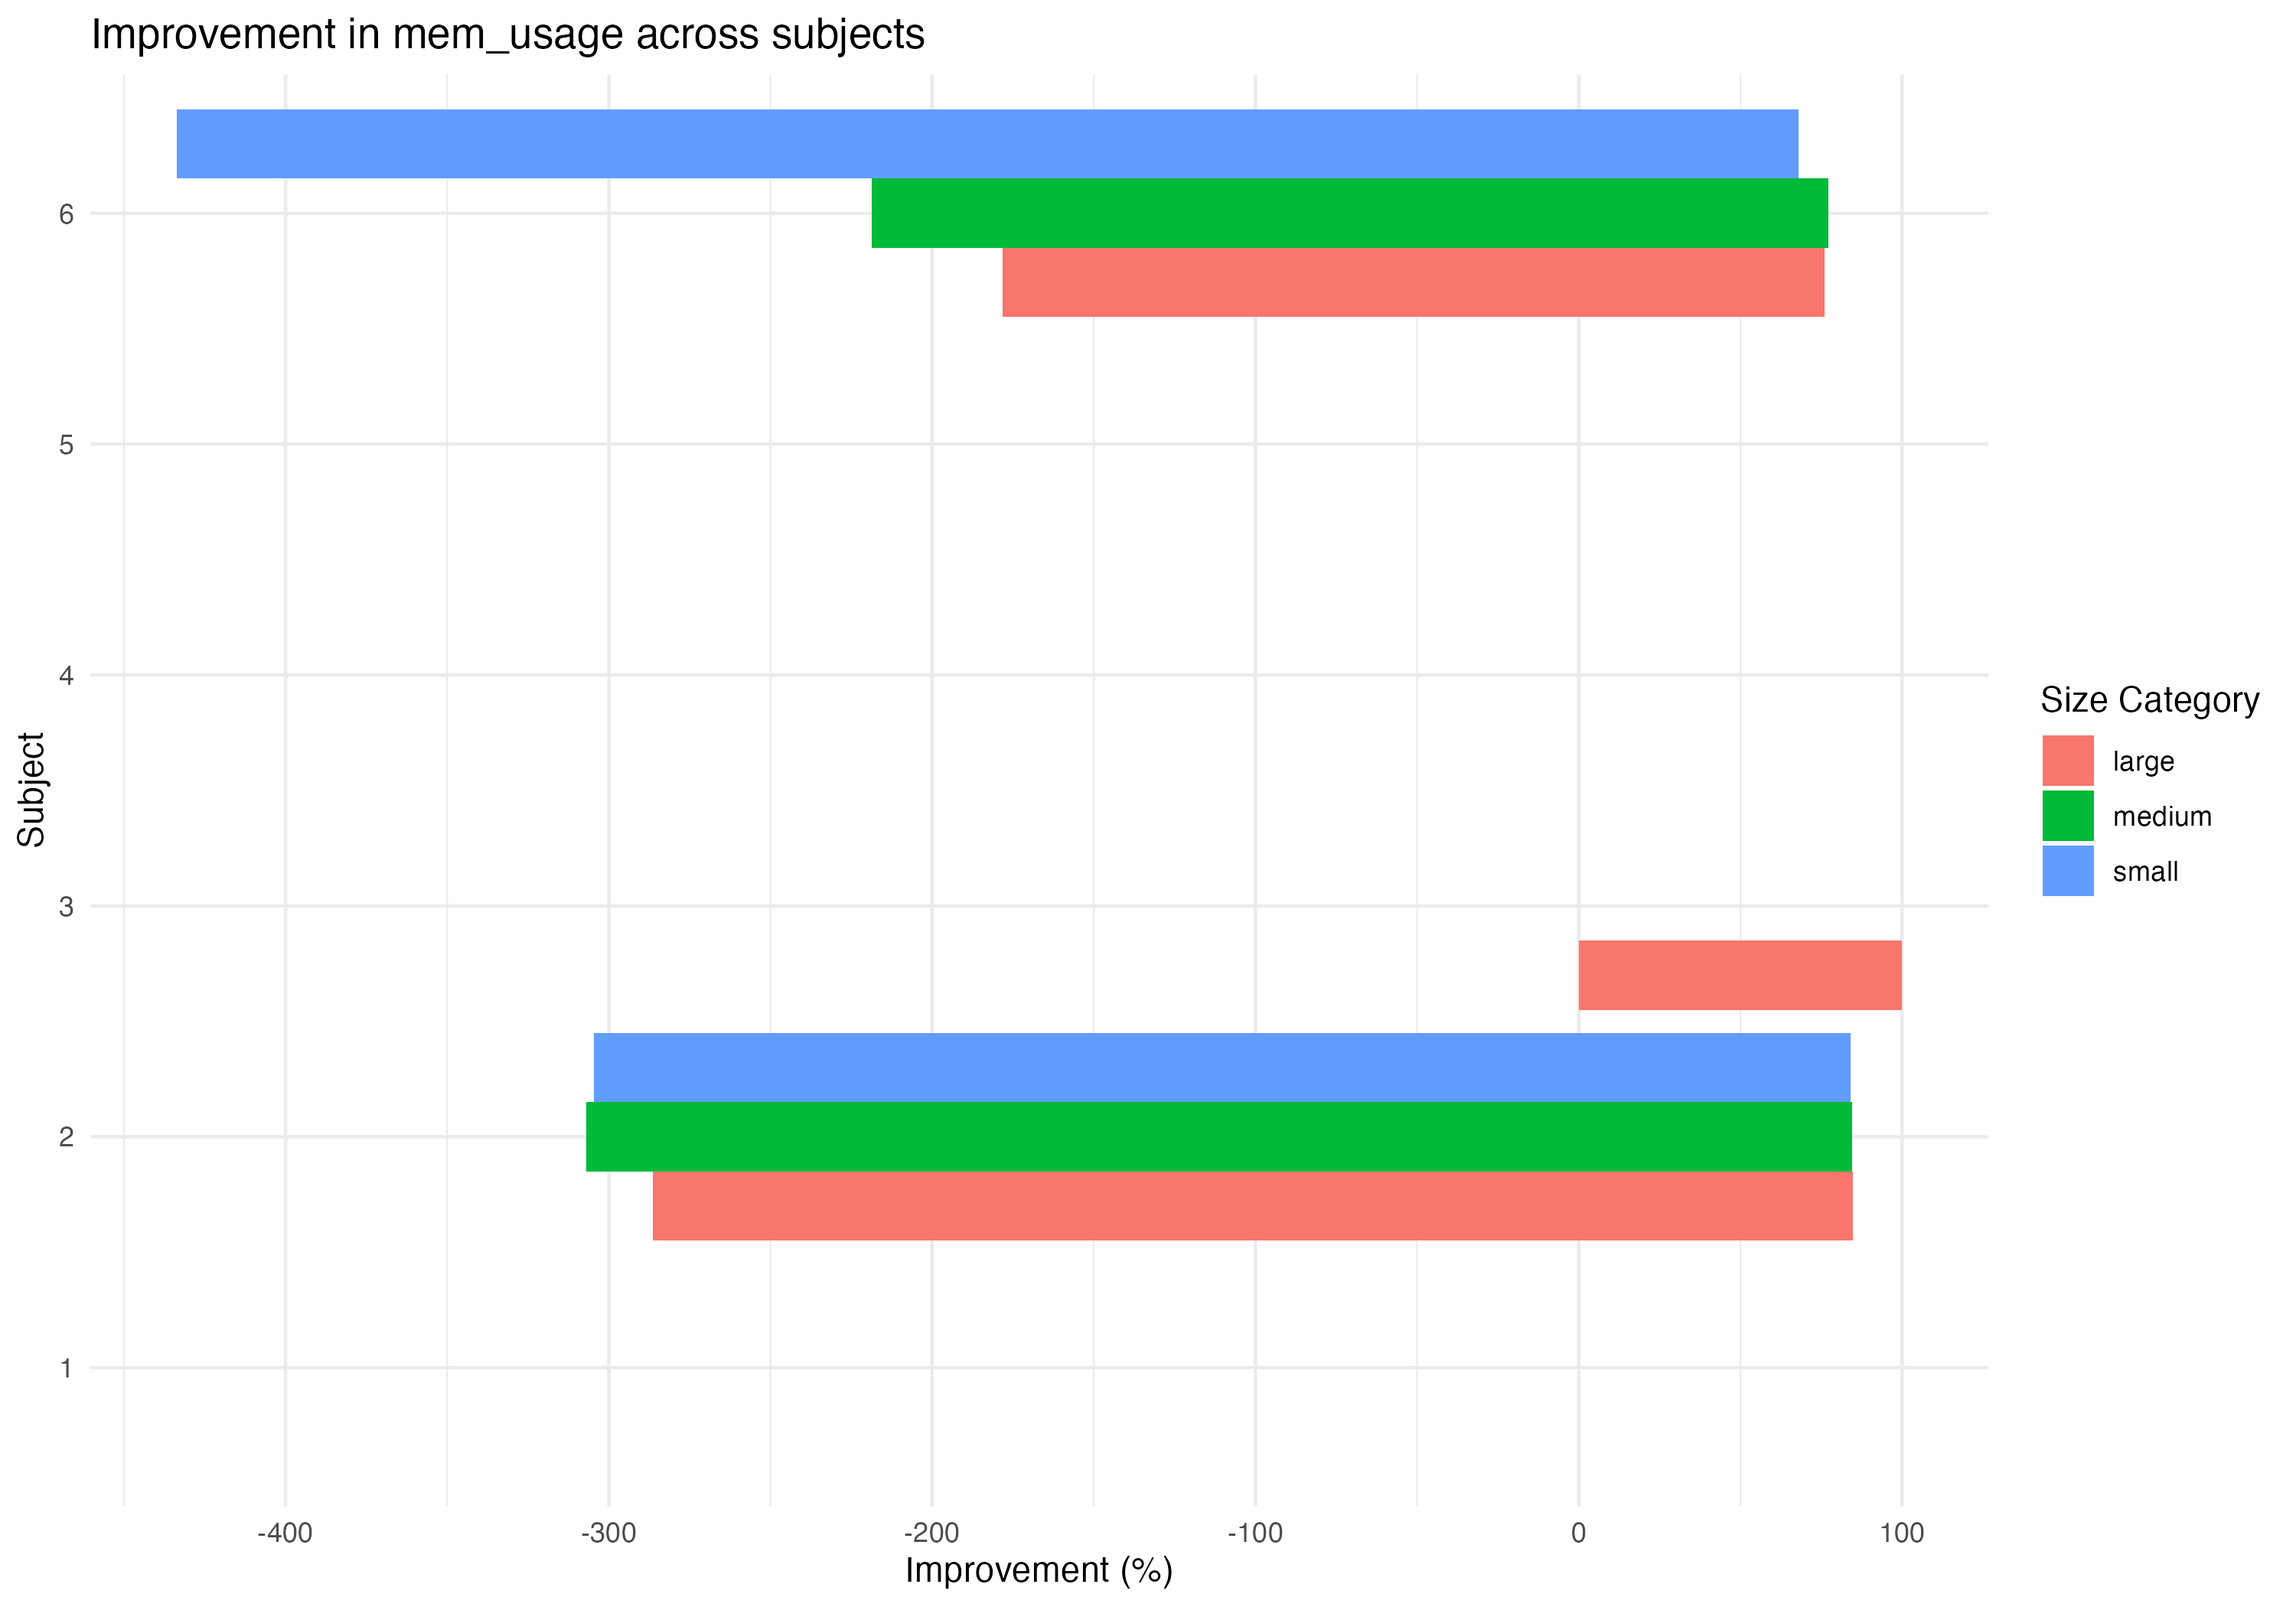 Improvement in mem_usage across subjects
6
5
4
3
2
1
Subject
-400 -300 -200 -100 0 100
Improvement (%)
Size Category
large
medium
small